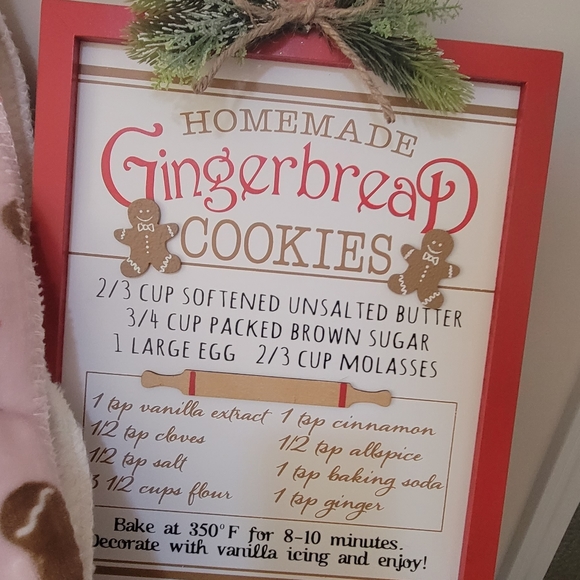 HOMEMADE
GingerbreaD
COOKIES
2/3 CUP SOFTENED UNSALTED BUTTER
3/4 CUP PACKED BROWN SUGAR
1 LARGE EGG 2/3 CUP MOLASSES
1 tsp vanilla extract 1 tsp cinnamon
1/2 tsp cloves 1/2 tsp allspice
1/2 tsp salt 1 tsp baking soda
3 1/2 cups flour 1 tsp ginger
Bake at 350°F for 8-10 minutes.
Decorate with vanilla icing and enjoy!